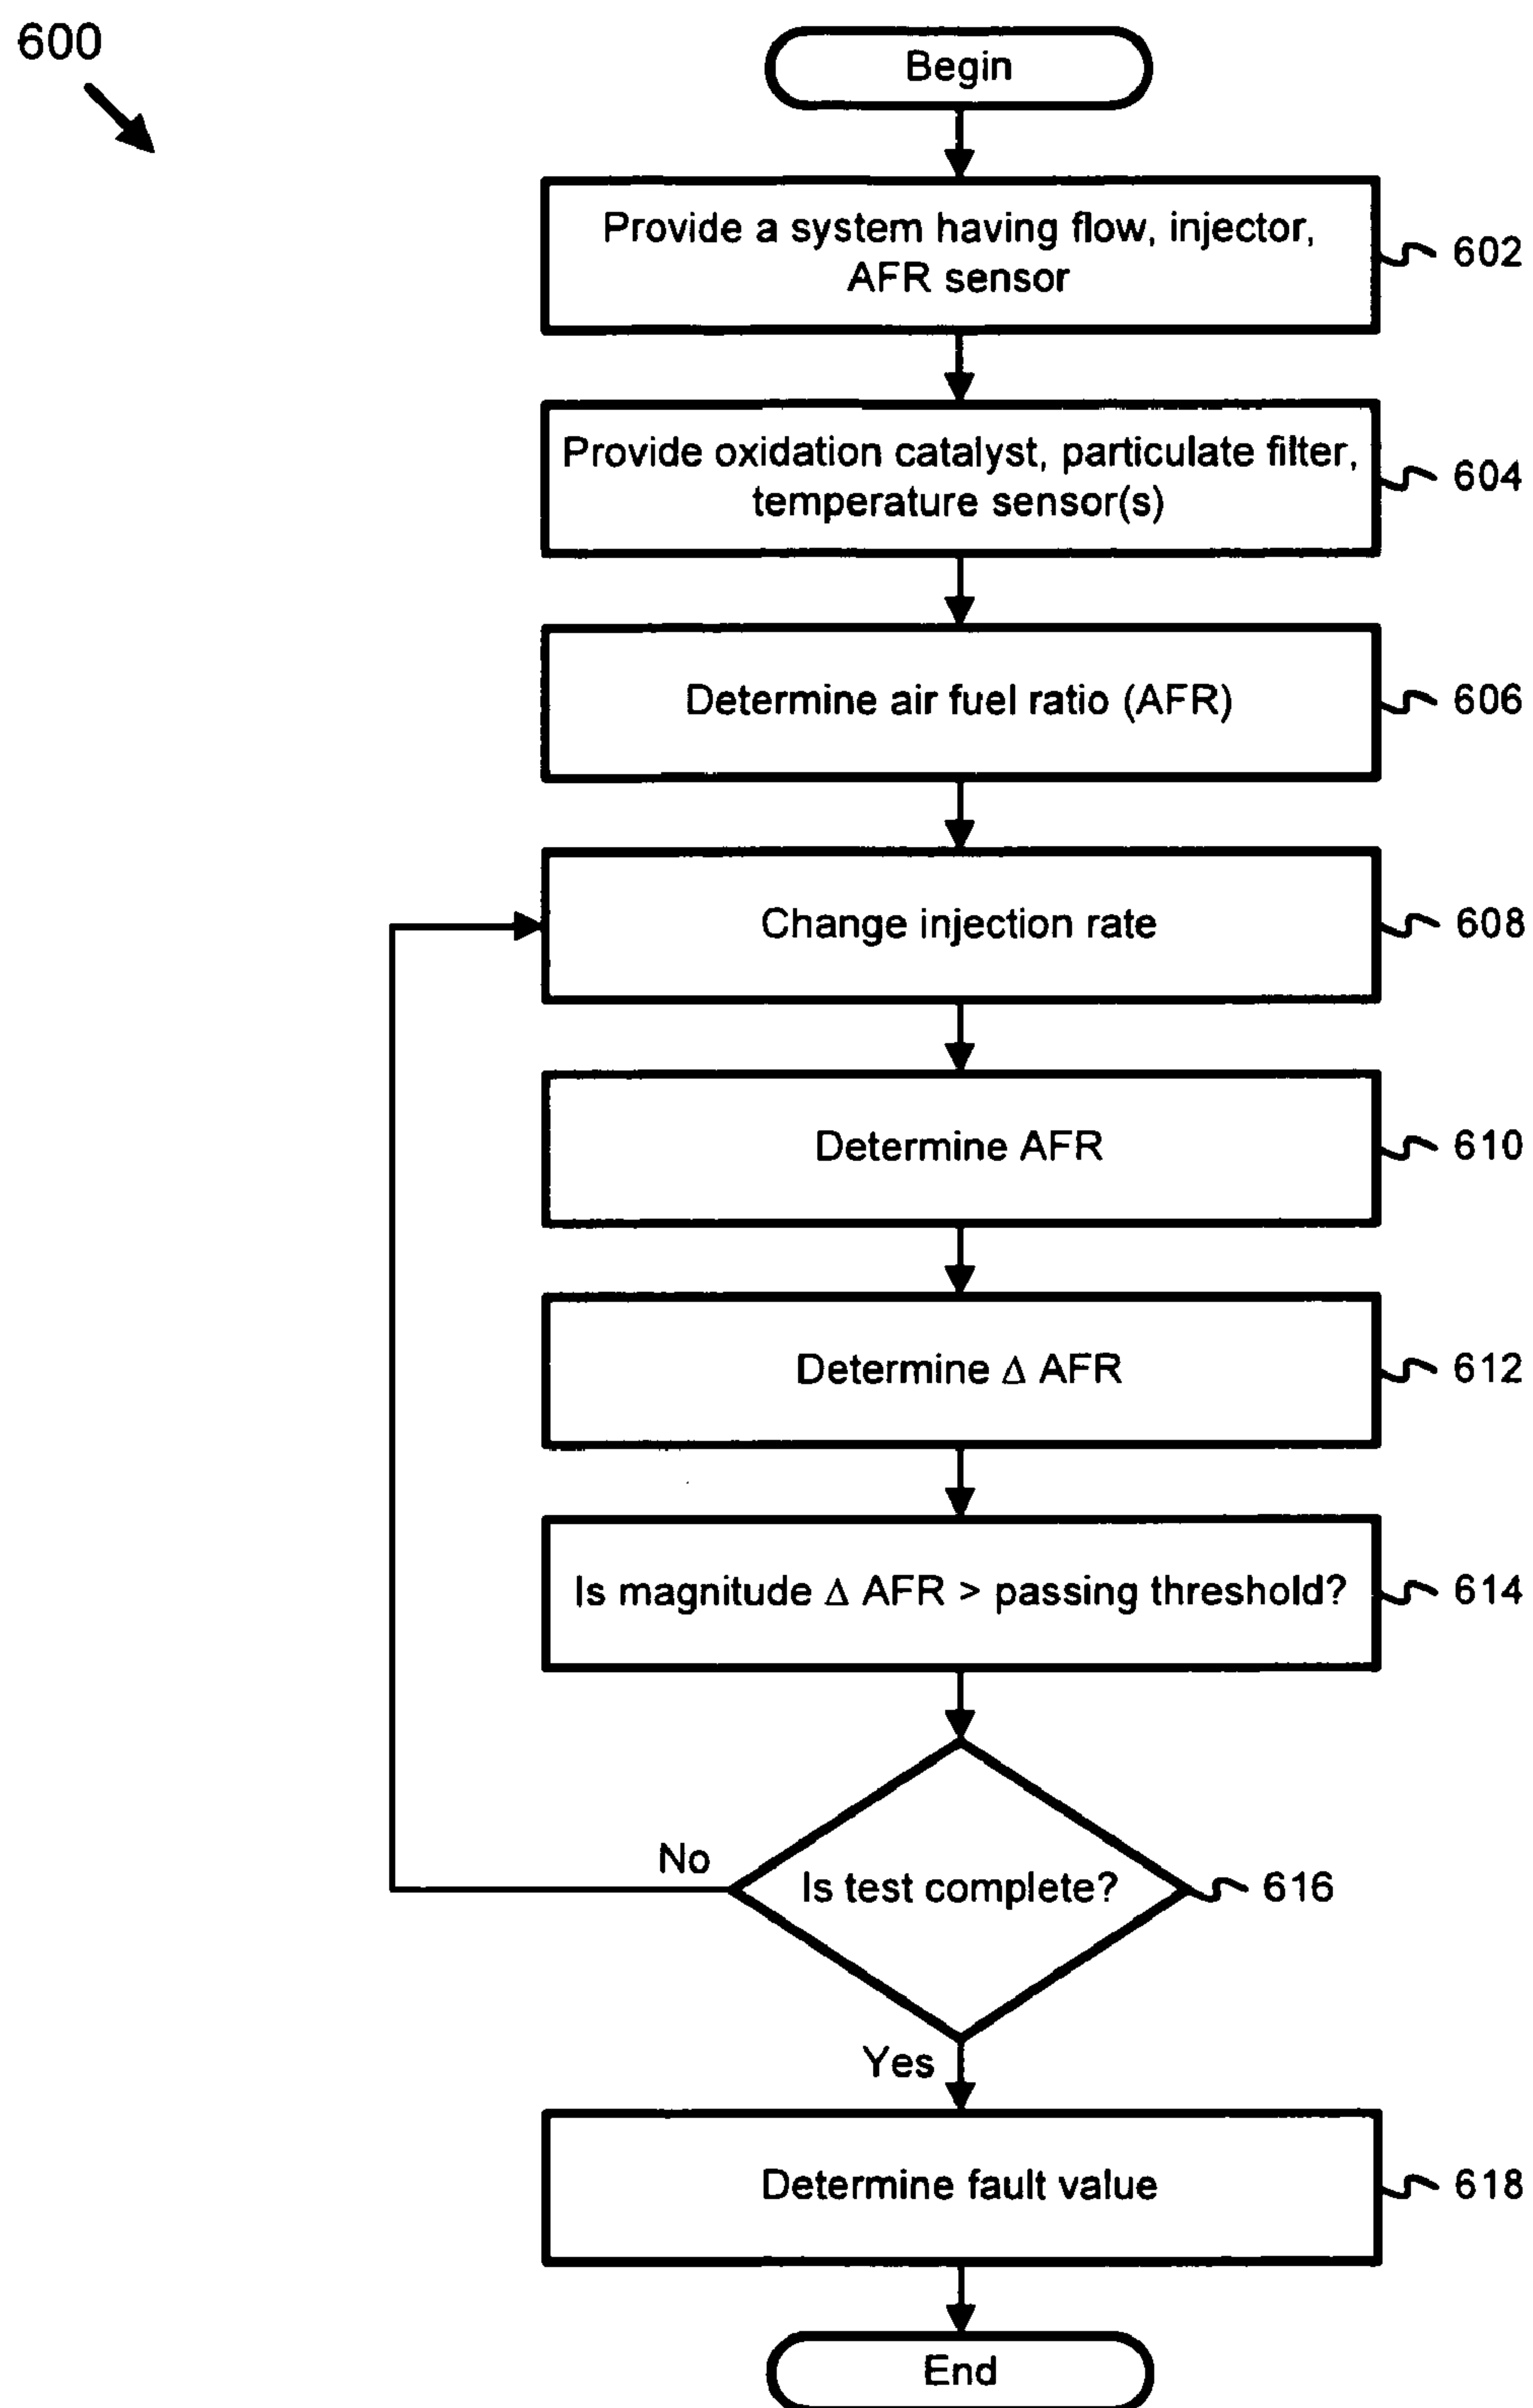 600
Begin
Provide a system having flow, injector,
AFR sensor
602
Provide oxidation catalyst, particulate filter,
temperature sensor(s)
604
Determine air fuel ratio (AFR)
606
Change injection rate
608
Determine AFR
610
Determine Δ AFR
612
Is magnitude Δ AFR > passing threshold?
614
No
Is test complete?
616
Yes
Determine fault value
618
End